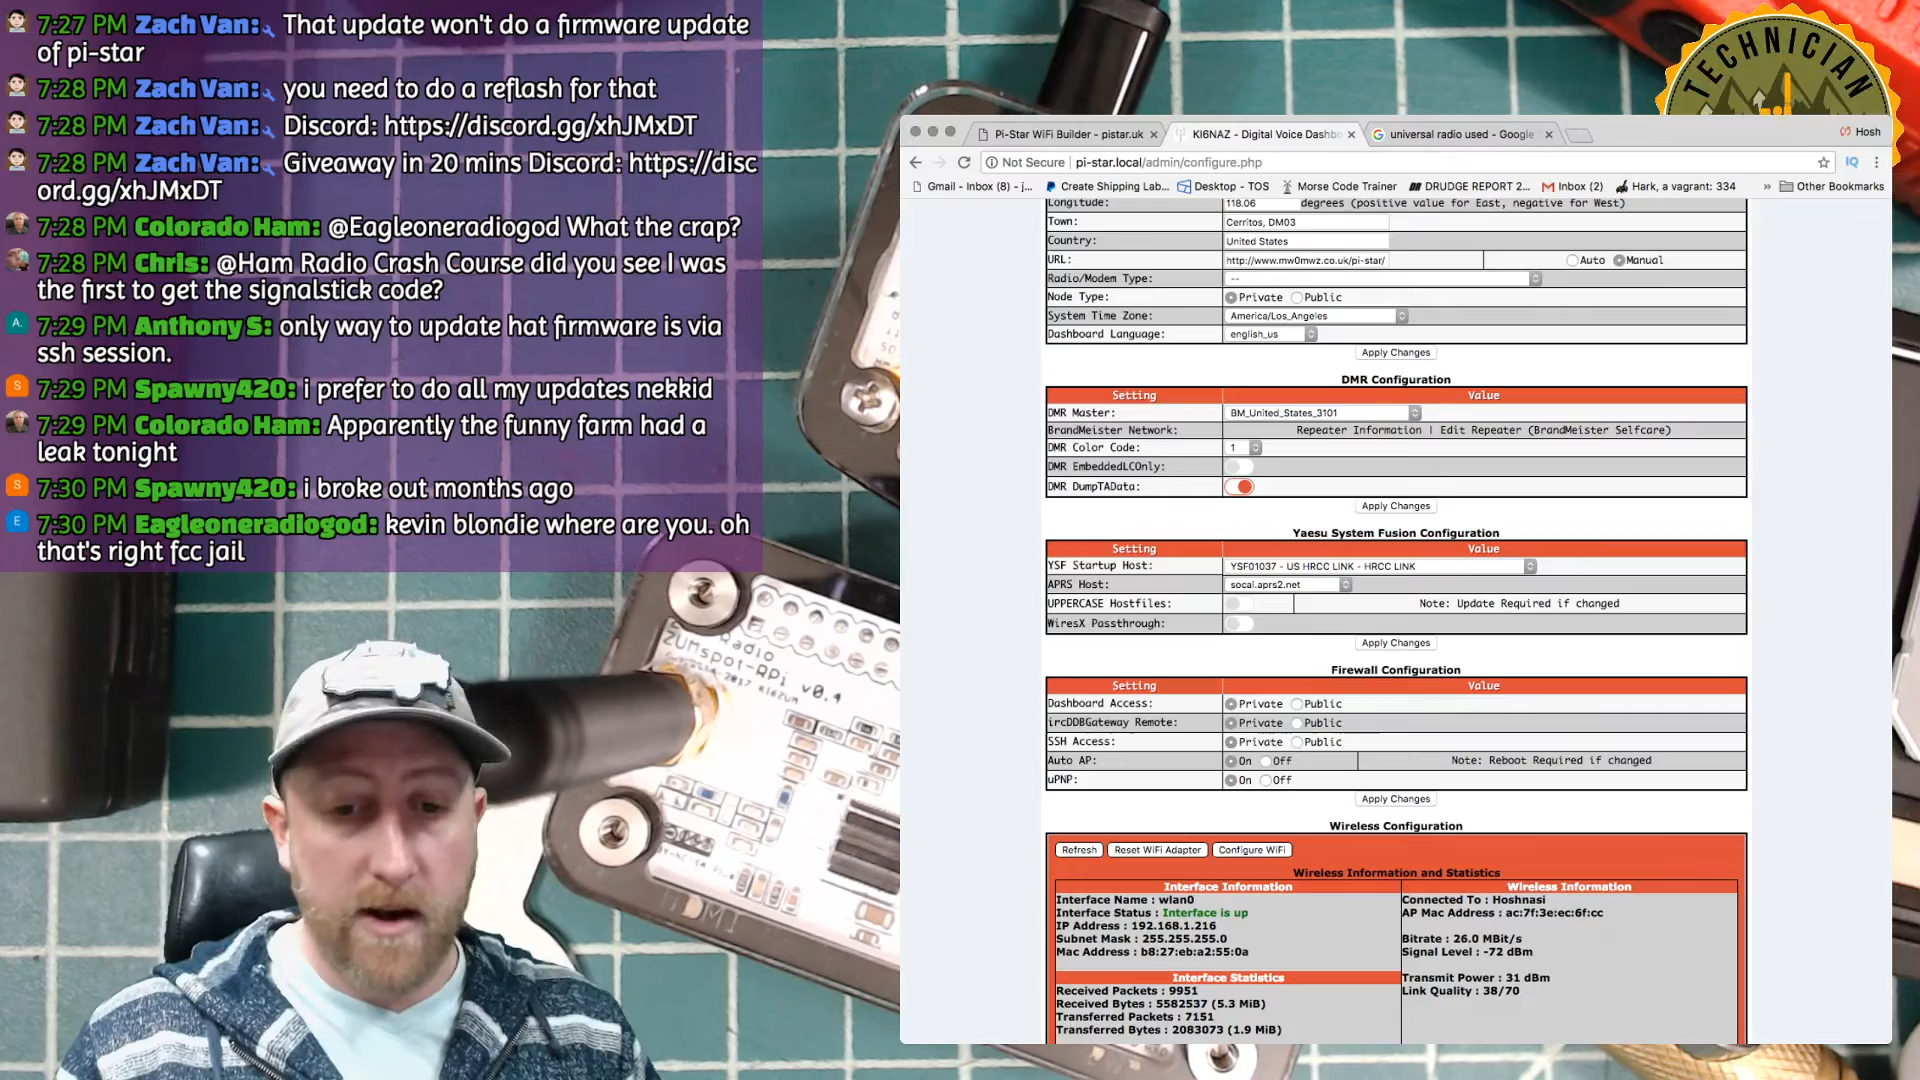 7:27 PM Zach Van: That update won't do a firmware update
of pi-star
7:28 PM Zach Van: you need to do a reflash for that
7:28 PM Zach Van: Discord: https://discord.gg/xhJMxDT
7:28 PM Zach Van: Giveaway in 20 mins Discord: https://disc
ord.gg/xhJMxDT
7:28 PM Colorado Ham: @Eagleoneradiogod What the crap?
7:28 PM Chris: @Ham Radio Crash Course did you see I was
the first to get the signalstick code?
7:29 PM Anthony S: only way to update hat firmware is via
ssh session.
7:29 PM Spawny420: i prefer to do all my updates nekkid
7:29 PM Colorado Ham: Apparently the funny farm had a
leak tonight
7:30 PM Spawny420: i broke out months ago
7:30 PM Eagleoneradiogod: kevin blondie where are you. oh
that's right fcc jail
TECHNICIAN
Pi-Star WiFi Builder - pistar.uk
KI6NAZ - Digital Voice Dashbo
universal radio used - Google
Hosh
Not Secure | pi-star.local/admin/configure.php
Gmail - Inbox (8) - j... Create Shipping Lab... Desktop - TOS Morse Code Trainer DRUDGE REPORT 2... Inbox (2) Hark, a vagrant: 334 » Other Bookmarks
Longitude: 118.06 degrees (positive value for East, negative for West)
Town: Cerritos, DM03
Country: United States
URL: http://www.mw0mwz.co.uk/pi-star/ Auto Manual
Radio/Modem Type: --
Node Type: Private Public
System Time Zone: America/Los_Angeles
Dashboard Language: english_us
Apply Changes
DMR Configuration
Setting Value
DMR Master: BM_United_States_3101
BrandMeister Network: Repeater Information | Edit Repeater (BrandMeister Selfcare)
DMR Color Code: 1
DMR EmbeddedLCOnly:
DMR DumpTAData:
Apply Changes
Yaesu System Fusion Configuration
Setting Value
YSF Startup Host: YSF01037 - US HRCC LINK - HRCC LINK
APRS Host: socal.aprs2.net
UPPERCASE Hostfiles: Note: Update Required if changed
WiresX Passthrough:
Apply Changes
Firewall Configuration
Setting Value
Dashboard Access: Private Public
ircDDBGateway Remote: Private Public
SSH Access: Private Public
Auto AP: On Off Note: Reboot Required if changed
uPNP: On Off
Apply Changes
Wireless Configuration
Refresh Reset WiFi Adapter Configure WiFi
Wireless Information and Statistics
Interface Information
Interface Name : wlan0
Interface Status : Interface is up
IP Address : 192.168.1.216
Subnet Mask : 255.255.255.0
Mac Address : b8:27:eb:a2:55:0a
Interface Statistics
Received Packets : 9951
Received Bytes : 5582537 (5.3 MiB)
Transferred Packets : 7151
Transferred Bytes : 2083073 (1.9 MiB)
Wireless Information
Connected To : Hoshnasi
AP Mac Address : ac:7f:3e:ec:6f:cc
Bitrate : 26.0 MBit/s
Signal Level : -72 dBm
Transmit Power : 31 dBm
Link Quality : 38/70
Radio
ZUMspot-RPi v0.4
HDMI